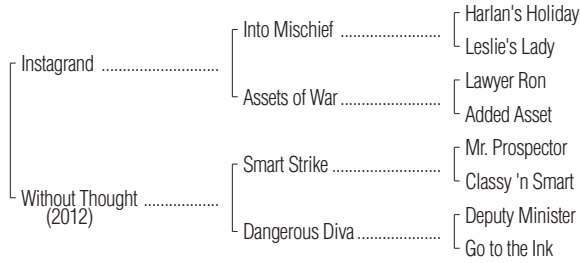 Harlan's Holiday
Into Mischief ....................
Leslie's Lady
Instagrand ........................
Lawyer Ron
Assets of War ....................
Added Asset
Mr. Prospector
Smart Strike ......................
Classy 'n Smart
Without Thought ...............
(2012)
Deputy Minister
Dangerous Diva .................
Go to the Ink